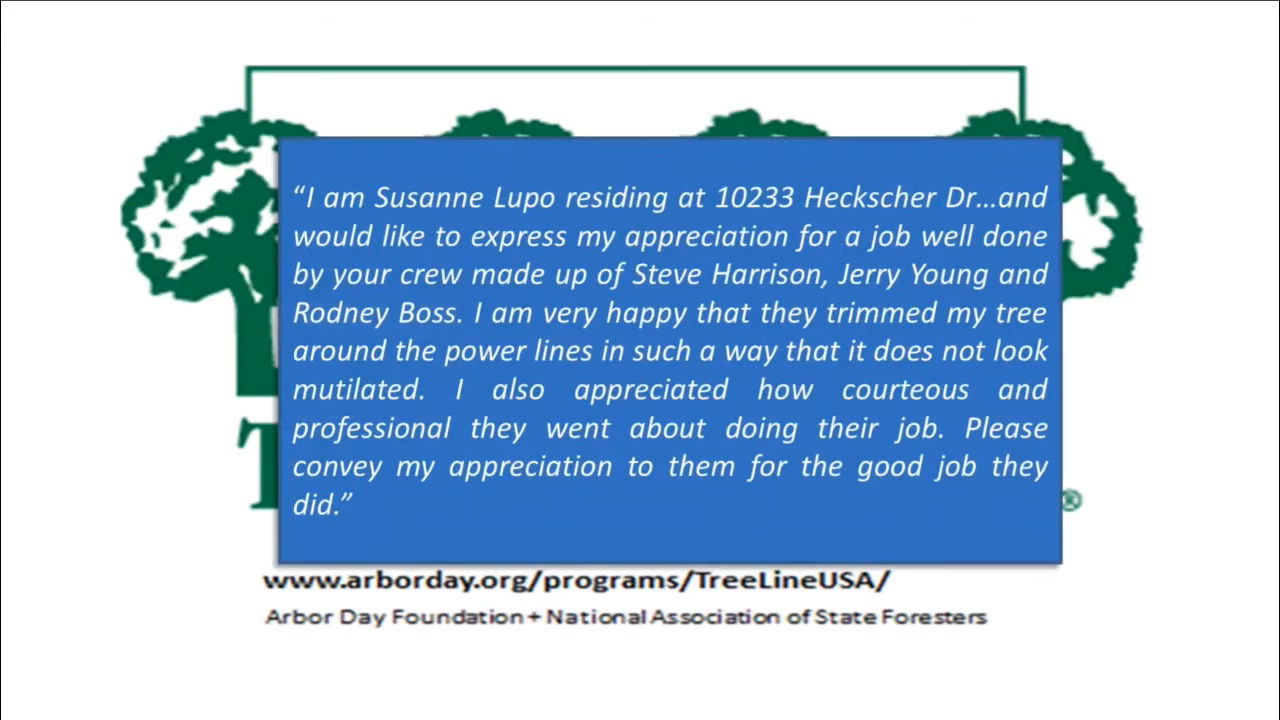 “I am Susanne Lupo residing at 10233 Heckscher Dr…and
would like to express my appreciation for a job well done
by your crew made up of Steve Harrison, Jerry Young and
Rodney Boss. I am very happy that they trimmed my tree
around the power lines in such a way that it does not look
mutilated. I also appreciated how courteous and
professional they went about doing their job. Please
convey my appreciation to them for the good job they
did.”
®
www.arborday.org/programs/TreeLineUSA/
Arbor Day Foundation + National Association of State Foresters